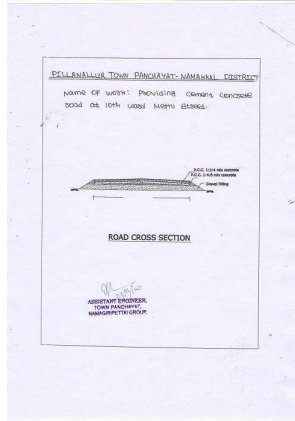 PILLANALLUR TOWN PANCHAYAT-NAMAKKAL DISTRICT
Name OF WORK: Providing Cement Concrete
Road at 10th Ward Mettu Street.
P.C.C. 1:2:4 mix concrete
P.C.C. 1:4:8 mix concrete
Gravel Filling
ROAD CROSS SECTION
ASSISTANT ENGINEER,
TOWN PANCHAYAT,
NAMAGIRIPETTAI GROUP.